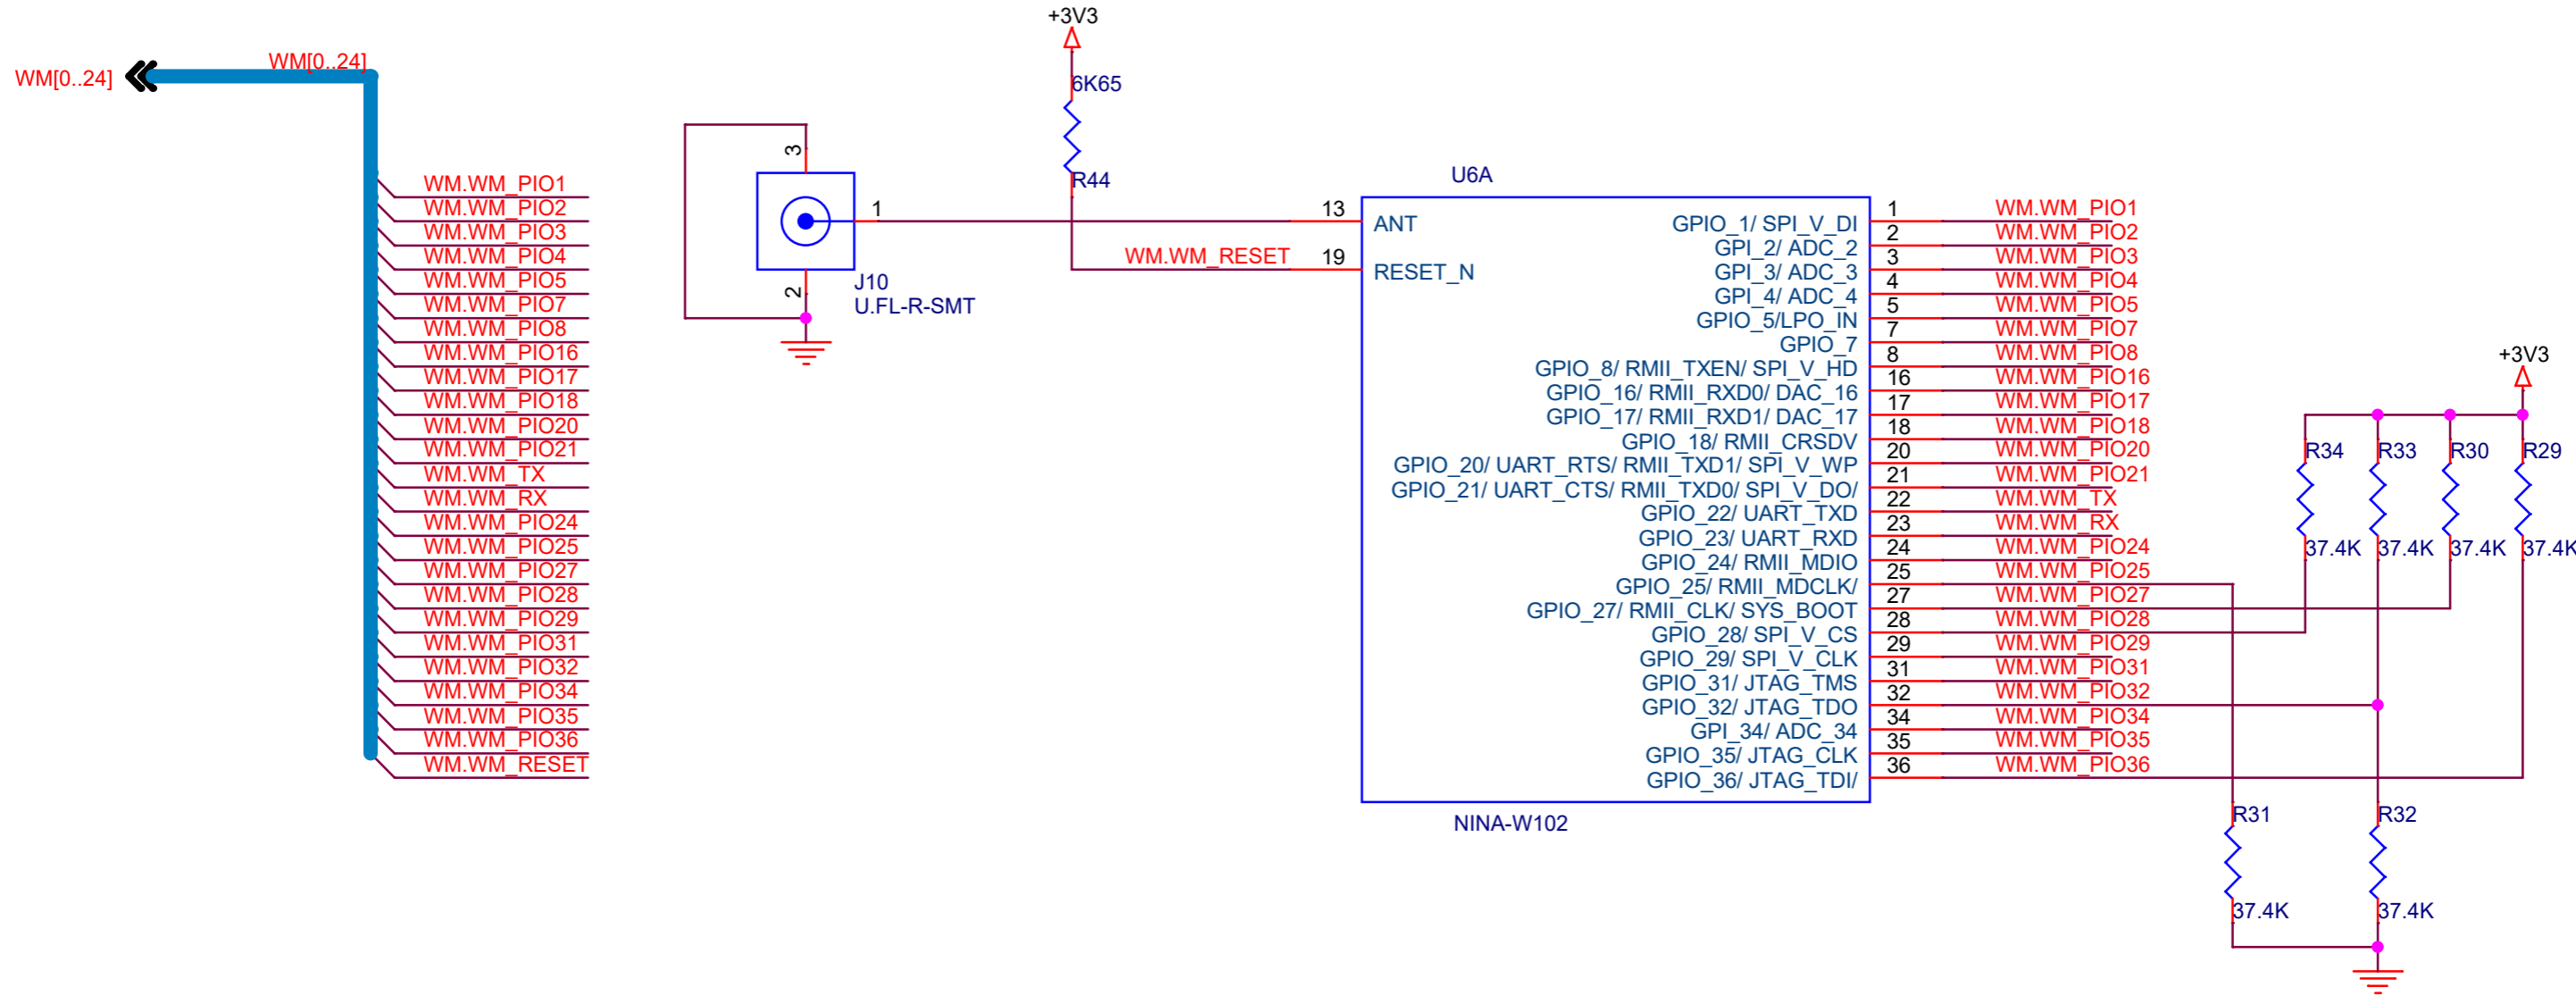 WM[0..24]
WM[0..24]
WM.WM_PIO1
WM.WM_PIO2
WM.WM_PIO3
WM.WM_PIO4
WM.WM_PIO5
WM.WM_PIO7
WM.WM_PIO8
WM.WM_PIO16
WM.WM_PIO17
WM.WM_PIO18
WM.WM_PIO20
WM.WM_PIO21
WM.WM_TX
WM.WM_RX
WM.WM_PIO24
WM.WM_PIO25
WM.WM_PIO27
WM.WM_PIO28
WM.WM_PIO29
WM.WM_PIO31
WM.WM_PIO32
WM.WM_PIO34
WM.WM_PIO35
WM.WM_PIO36
WM.WM_RESET
+3V3
6K65
R44
3
1
2
J10
U.FL-R-SMT
WM.WM_RESET
13
19
U6A
ANT
RESET_N
GPIO_1/ SPI_V_DI 1 WM.WM_PIO1
GPI_2/ ADC_2 2 WM.WM_PIO2
GPI_3/ ADC_3 3 WM.WM_PIO3
GPI_4/ ADC_4 4 WM.WM_PIO4
GPIO_5/LPO_IN 5 WM.WM_PIO5
GPIO_7 7 WM.WM_PIO7
GPIO_8/ RMII_TXEN/ SPI_V_HD 8 WM.WM_PIO8
GPIO_16/ RMII_RXD0/ DAC_16 16 WM.WM_PIO16
GPIO_17/ RMII_RXD1/ DAC_17 17 WM.WM_PIO17
GPIO_18/ RMII_CRSDV 18 WM.WM_PIO18
GPIO_20/ UART_RTS/ RMII_TXD1/ SPI_V_WP 20 WM.WM_PIO20
GPIO_21/ UART_CTS/ RMII_TXD0/ SPI_V_DO/ 21 WM.WM_PIO21
GPIO_22/ UART_TXD 22 WM.WM_TX
GPIO_23/ UART_RXD 23 WM.WM_RX
GPIO_24/ RMII_MDIO 24 WM.WM_PIO24
GPIO_25/ RMII_MDCLK/ 25 WM.WM_PIO25
GPIO_27/ RMII_CLK/ SYS_BOOT 27 WM.WM_PIO27
GPIO_28/ SPI_V_CS 28 WM.WM_PIO28
GPIO_29/ SPI_V_CLK 29 WM.WM_PIO29
GPIO_31/ JTAG_TMS 31 WM.WM_PIO31
GPIO_32/ JTAG_TDO 32 WM.WM_PIO32
GPI_34/ ADC_34 34 WM.WM_PIO34
GPIO_35/ JTAG_CLK 35 WM.WM_PIO35
GPIO_36/ JTAG_TDI/ 36 WM.WM_PIO36
NINA-W102
+3V3
R34 R33 R30 R29
37.4K 37.4K 37.4K 37.4K
R31 R32
37.4K 37.4K